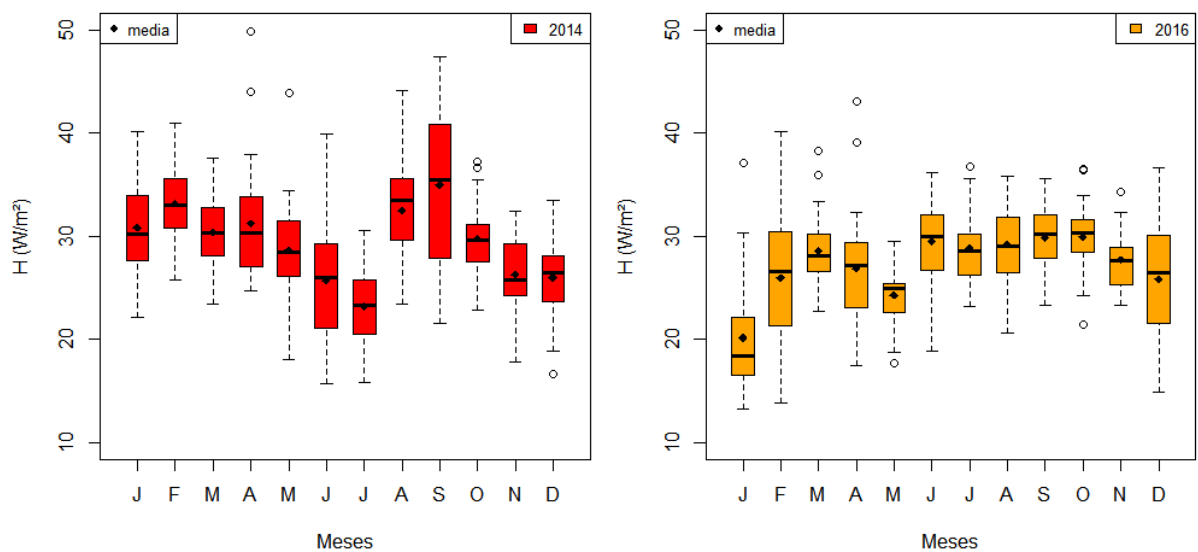 media
2014
50
40
30
20
10
H (W/m²)
J F M A M J J A S O N D
Meses
media
2016
50
40
30
20
10
H (W/m²)
J F M A M J J A S O N D
Meses